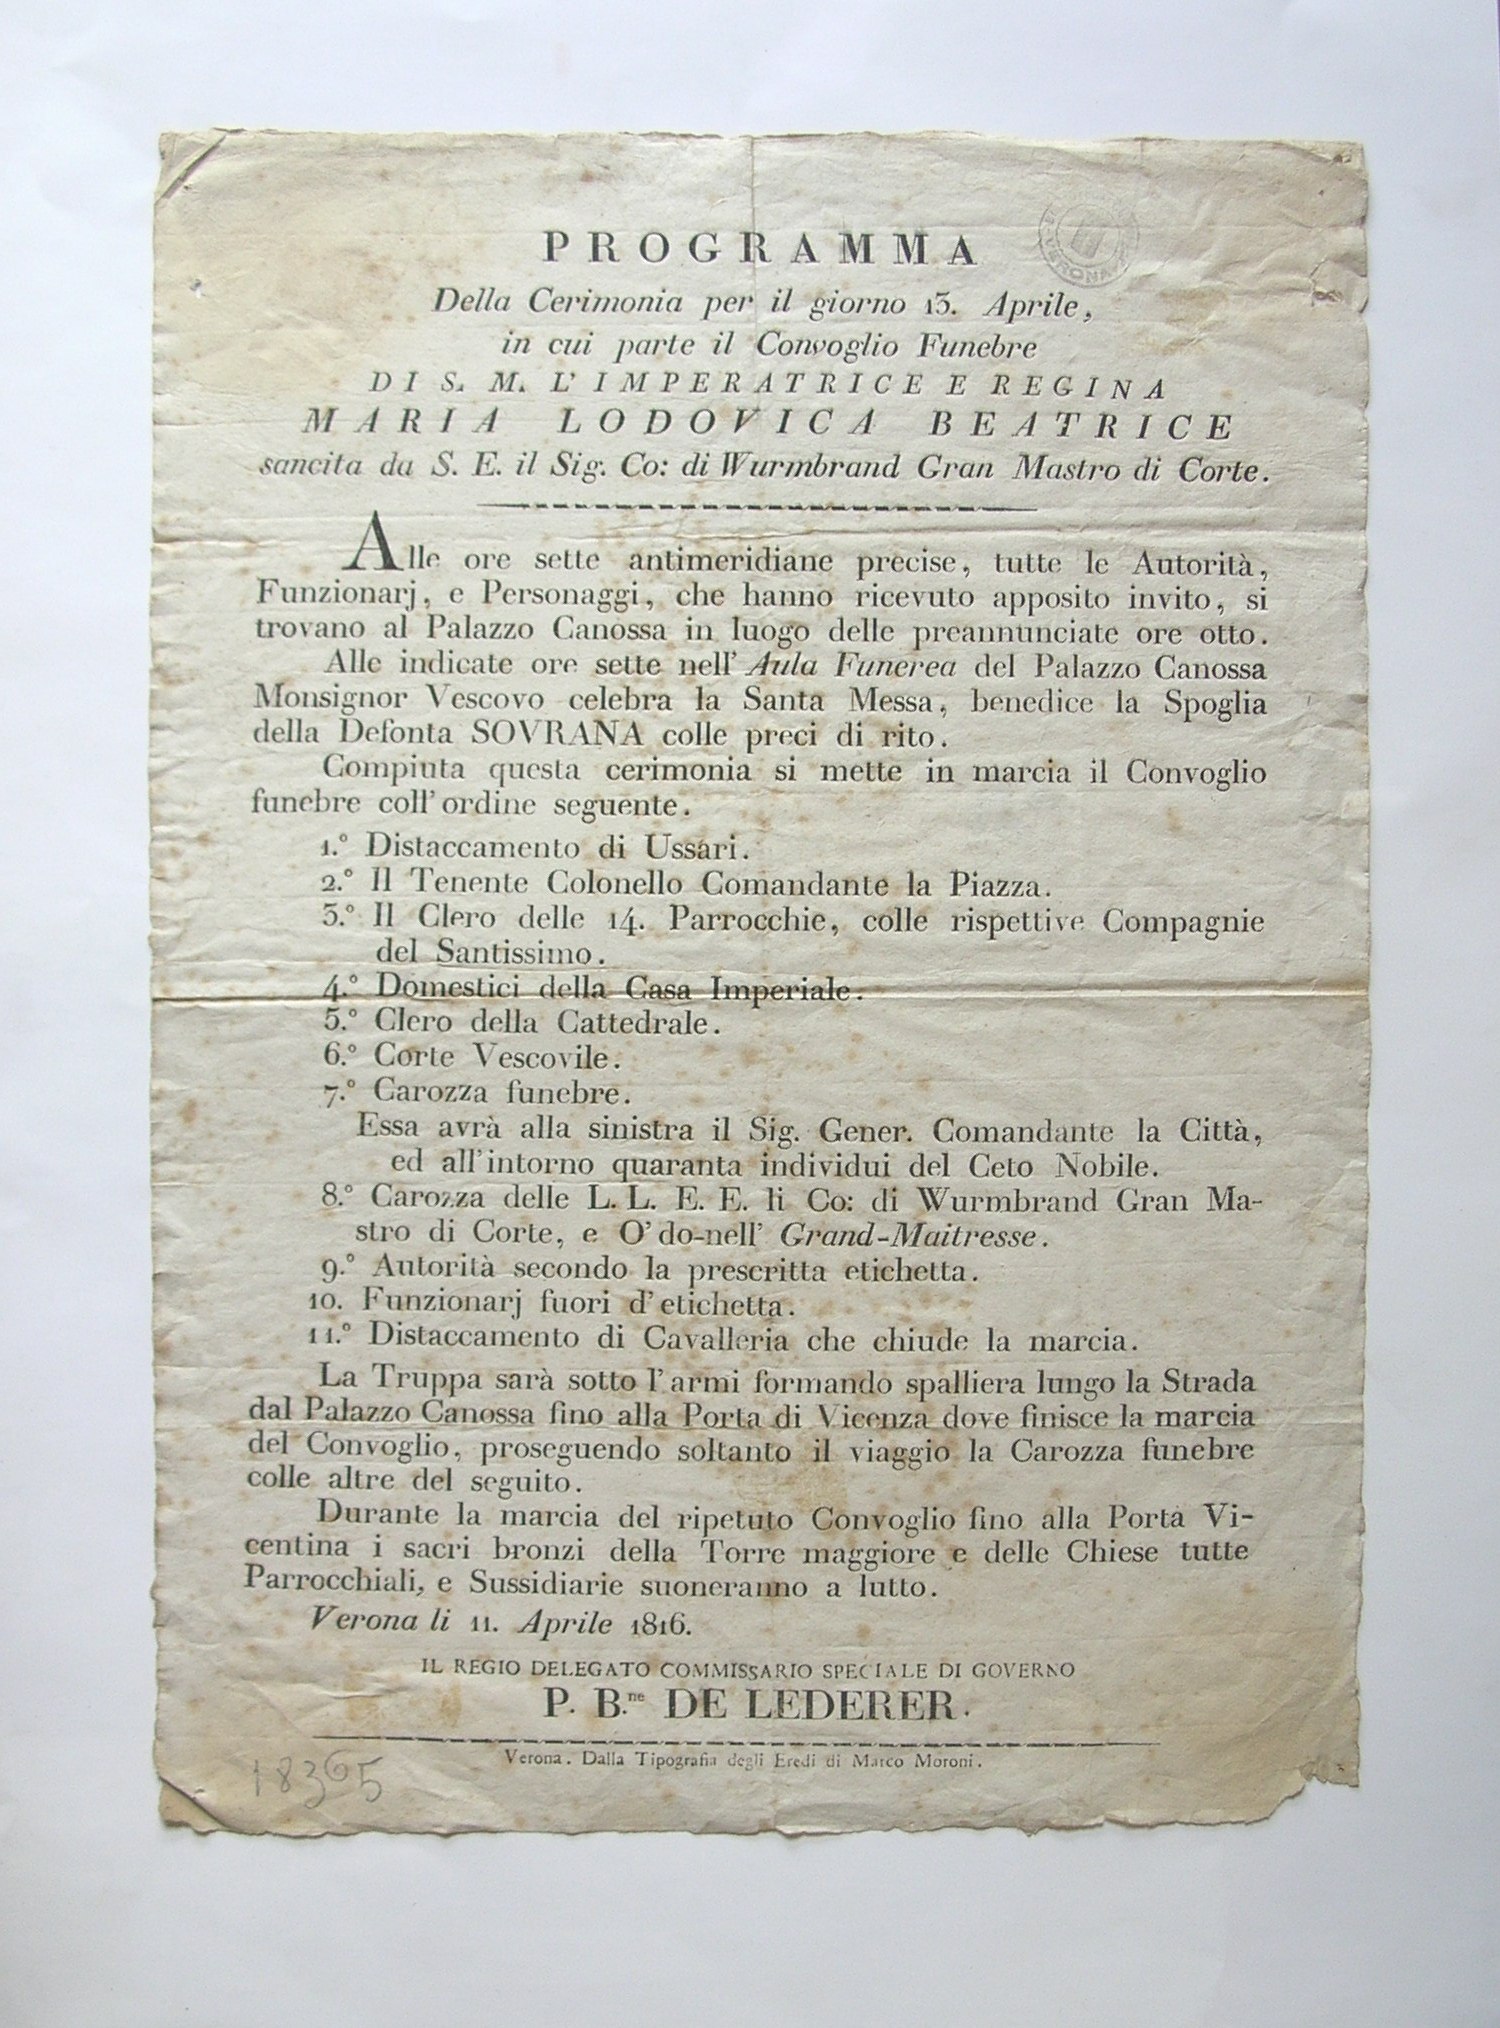 PROGRAMMA
VERONA
Della Cerimonia per il giorno 13. Aprile,
in cui parte il Convoglio Funebre
DI S. M. L'IMPERATRICE E REGINA
MARIA LODOVICA BEATRICE
sancita da S. E. il Sig. Co: di Wurmbrand Gran Mastro di Corte.
Alle ore sette antimeridiane precise, tutte le Autorità,
Funzionarj, e Personaggi, che hanno ricevuto apposito invito, si
trovano al Palazzo Canossa in luogo delle preannunciate ore otto.
Alle indicate ore sette nell' Aula Funerea del Palazzo Canossa
Monsignor Vescovo celebra la Santa Messa, benedice la Spoglia
della Defonta SOVRANA colle preci di rito.
Compiuta questa cerimonia si mette in marcia il Convoglio
funebre coll' ordine seguente.
1.° Distaccamento di Ussari.
2.° Il Tenente Colonello Comandante la Piazza.
3.° Il Clero delle 14. Parrocchie, colle rispettive Compagnie
del Santissimo.
4.° Domestici della Casa Imperiale.
5.° Clero della Cattedrale.
6.° Corte Vescovile.
7.° Carozza funebre.
Essa avrà alla sinistra il Sig. Gener. Comandante la Città,
ed all'intorno quaranta individui del Ceto Nobile.
8.° Carozza delle L. L. E. E. li Co: di Wurmbrand Gran Ma-
stro di Corte, e O' do-nell' Grand-Maitresse.
9.° Autorità secondo la prescritta etichetta.
10. Funzionarj fuori d' etichetta.
11.° Distaccamento di Cavalleria che chiude la marcia.
La Truppa sarà sotto l'armi formando spalliera lungo la Strada
dal Palazzo Canossa fino alla Porta di Vicenza dove finisce la marcia
del Convoglio, proseguendo soltanto il viaggio la Carozza funebre
colle altre del seguito.
Durante la marcia del ripetuto Convoglio fino alla Porta Vi-
centina i sacri bronzi della Torre maggiore e delle Chiese tutte
Parrocchiali, e Sussidiarie suoneranno a lutto.
Verona li 11. Aprile 1816.
IL REGIO DELEGATO COMMISSARIO SPECIALE DI GOVERNO
P. B.ne DE LEDERER.
Verona. Dalla Tipografia degli Eredi di Marco Moroni.
18365